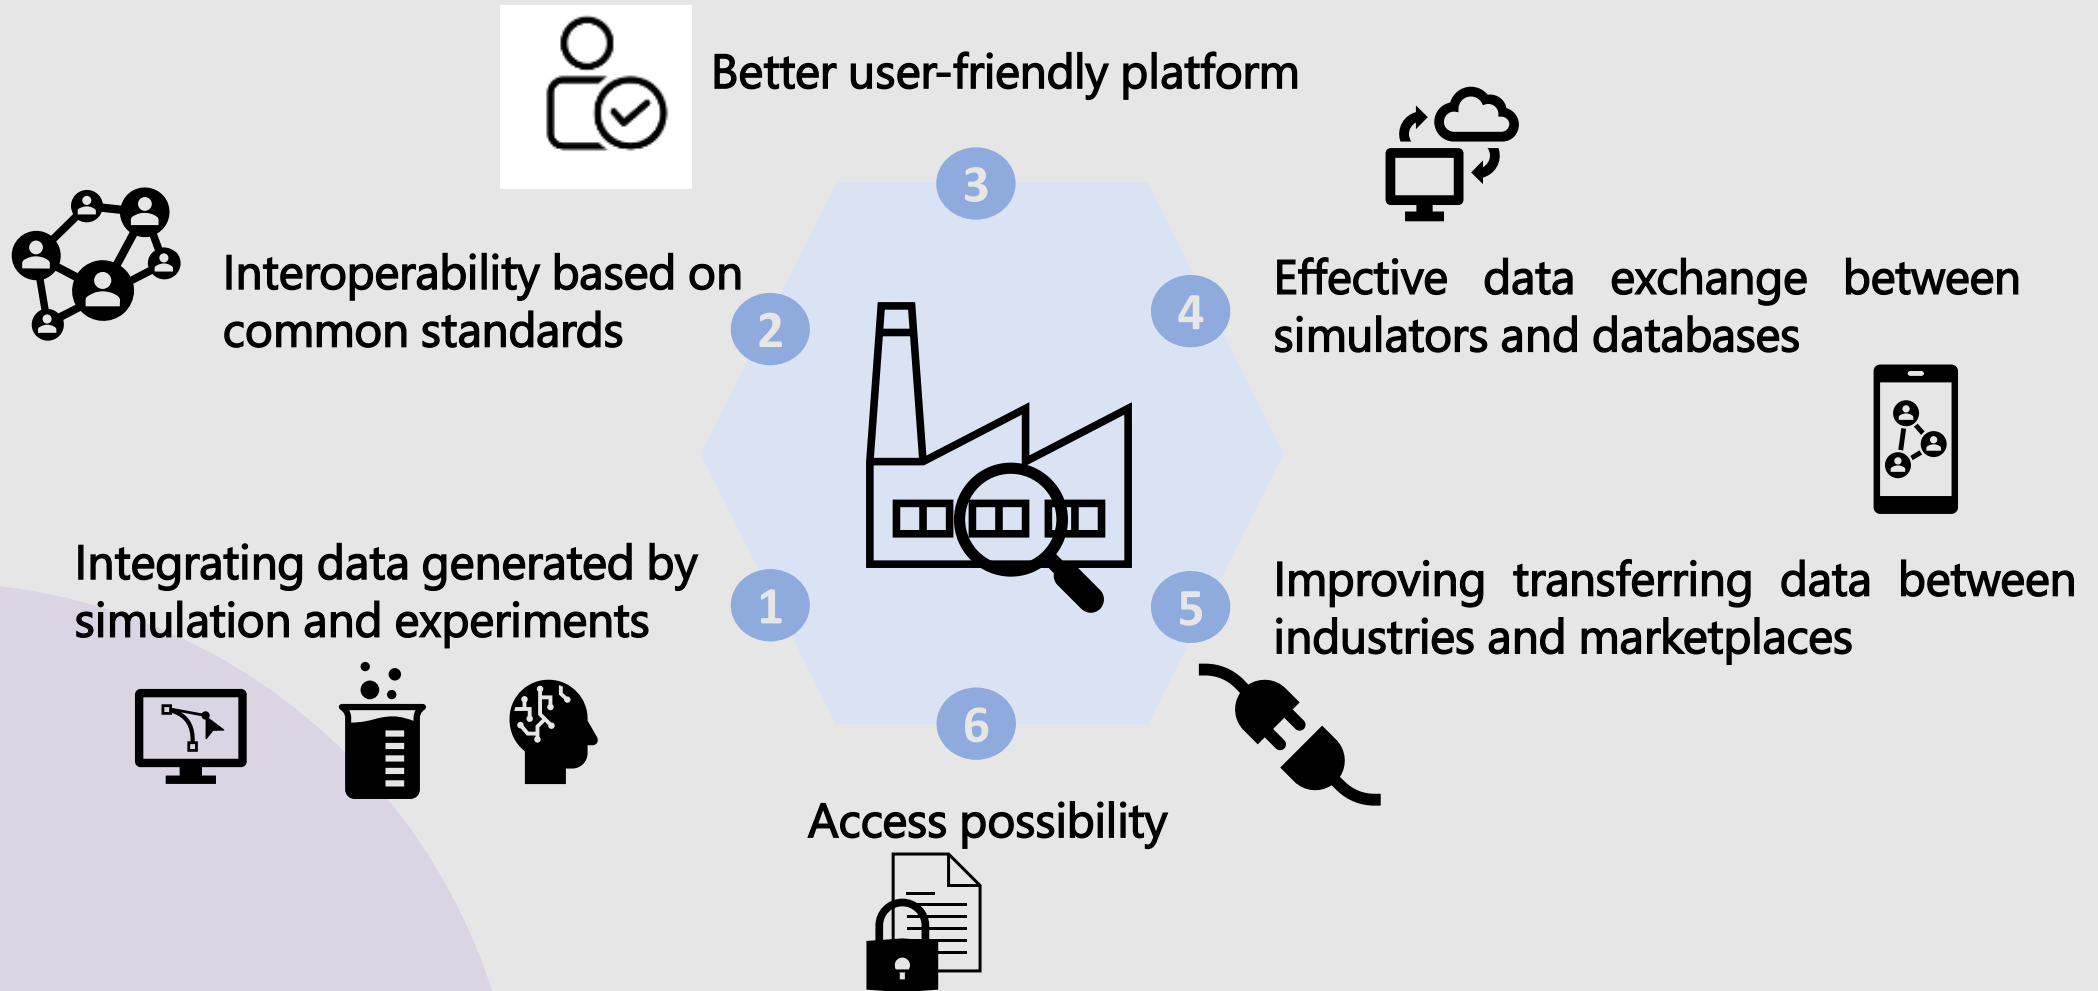 Better user-friendly platform
3
Interoperability based on
common standards
2
4
Effective data exchange between
simulators and databases
Integrating data generated by
simulation and experiments
1
5
Improving transferring data between
industries and marketplaces
6
Access possibility